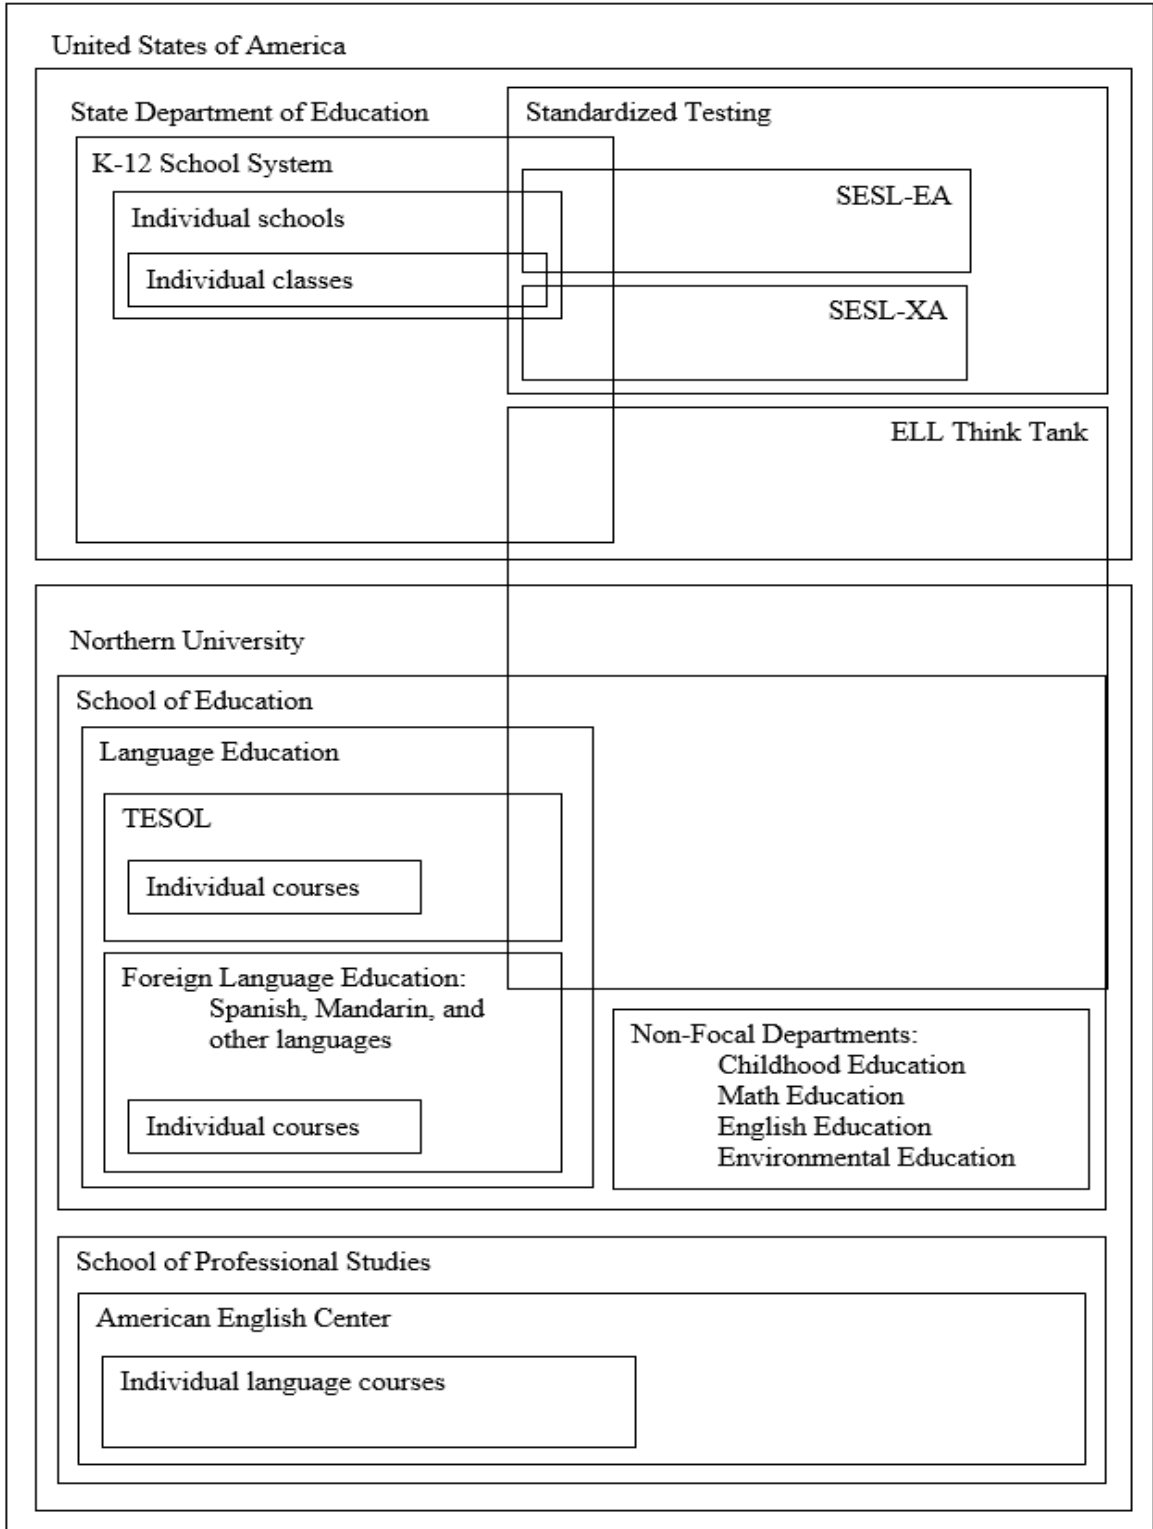 United States of America
State Department of Education
Standardized Testing
K-12 School System
SESL-EA
Individual schools
Individual classes
SESL-XA
ELL Think Tank
Northern University
School of Education
Language Education
TESOL
Individual courses
Foreign Language Education:
Spanish, Mandarin, and
other languages
Individual courses
Non-Focal Departments:
Childhood Education
Math Education
English Education
Environmental Education
School of Professional Studies
American English Center
Individual language courses